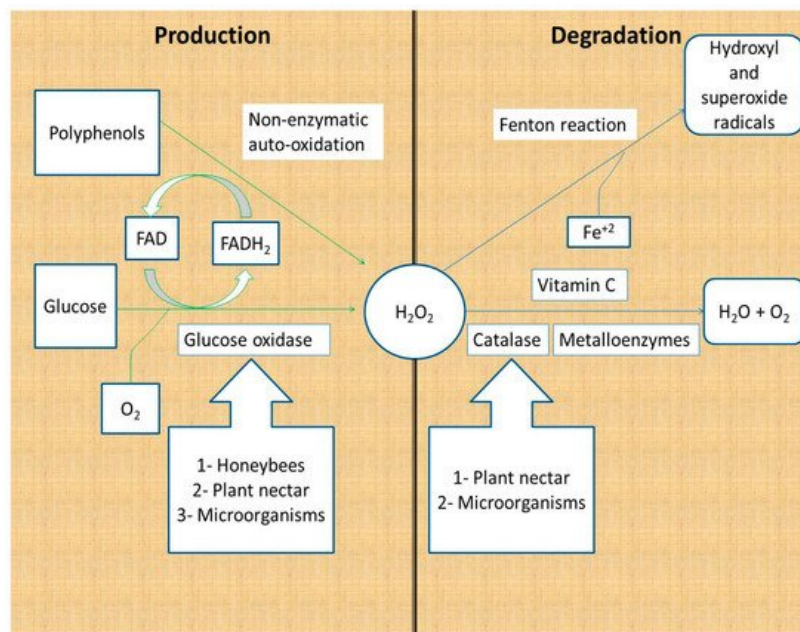 Production
Polyphenols
Non-enzymatic
auto-oxidation
FAD
FADH₂
Glucose
Glucose oxidase
O₂
1- Honeybees
2- Plant nectar
3- Microorganisms
H₂O₂
Degradation
Hydroxyl
and
superoxide
radicals
Fenton reaction
Fe⁺²
Vitamin C
H₂O + O₂
Catalase
Metalloenzymes
1- Plant nectar
2- Microorganisms